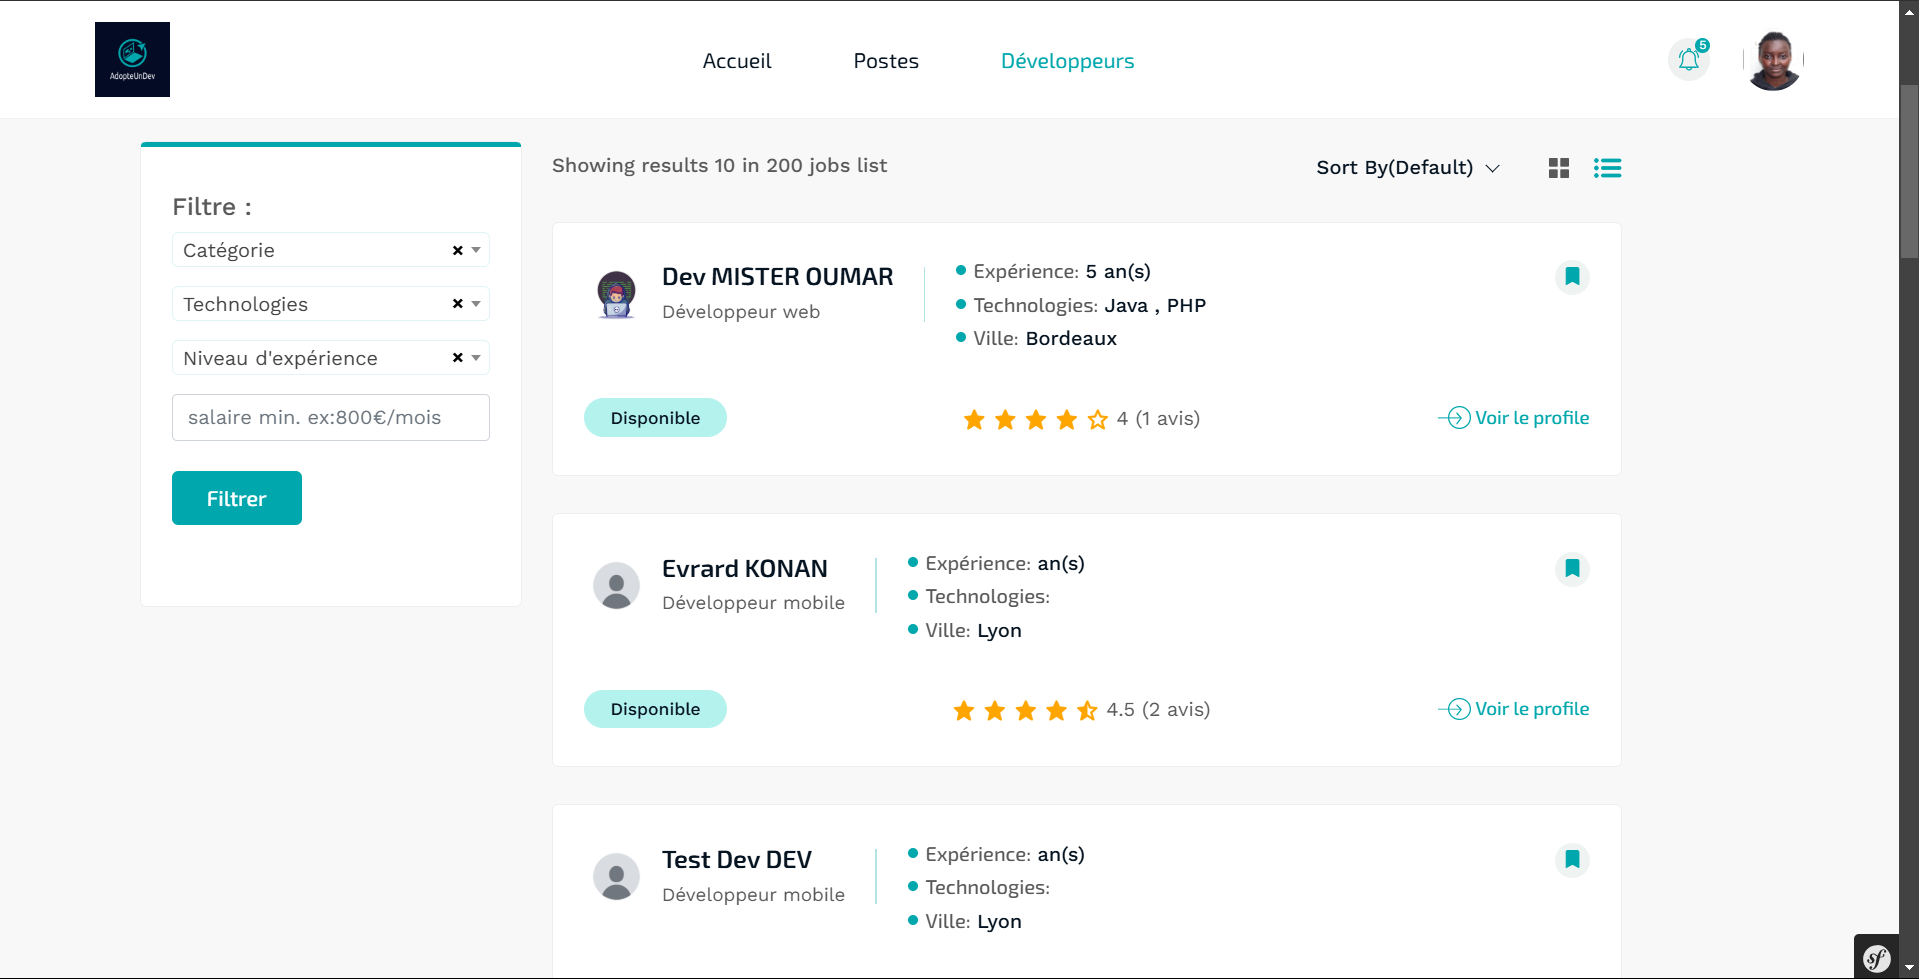 AdopteUnDev
Accueil
Postes
Développeurs
5
Filtre :
Catégorie × 
Technologies ×
Niveau d'expérience ×
salaire min. ex:800€/mois
Filtrer
Showing results 10 in 200 jobs list
Sort By(Default)
Dev MISTER OUMAR
Développeur web
Expérience: 5 an(s)
Technologies: Java , PHP
Ville: Bordeaux
Disponible
4 (1 avis)
Voir le profile
Evrard KONAN
Développeur mobile
Expérience: an(s)
Technologies:
Ville: Lyon
Disponible
4.5 (2 avis)
Voir le profile
Test Dev DEV
Développeur mobile
Expérience: an(s)
Technologies:
Ville: Lyon
sf